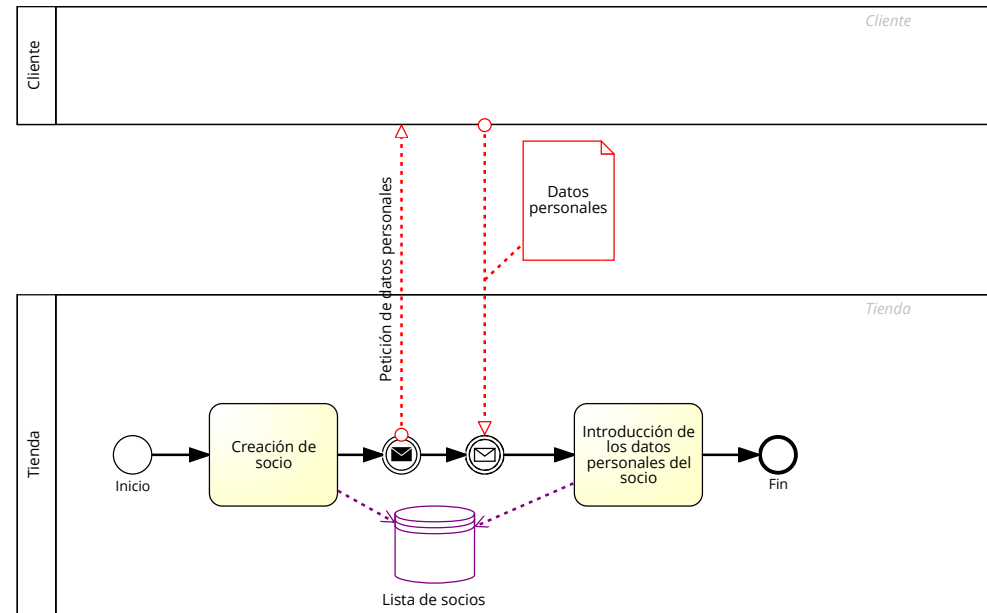 Cliente
Cliente
Petición de datos personales
Datos
personales
Tienda
Tienda
Inicio
Creación de
socio
Introducción de
los datos
personales del
socio
Fin
Lista de socios